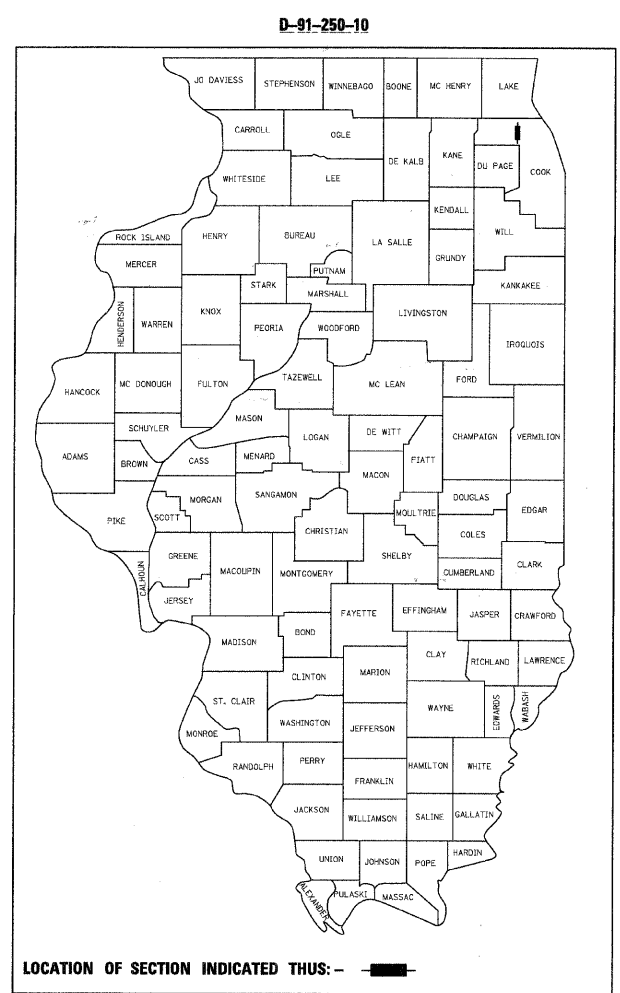 D-91-250-10
JO DAVIESS
STEPHENSON
WINNEBAGO
BOONE
MC HENRY
LAKE
CARROLL
OGLE
DE KALB
KANE
DU PAGE
COOK
WHITESIDE
LEE
KENDALL
WILL
ROCK ISLAND
HENRY
BUREAU
LA SALLE
GRUNDY
MERCER
PUTNAM
KANKAKEE
STARK
MARSHALL
HENDERSON
WARREN
KNOX
PEORIA
WOODFORD
LIVINGSTON
IROQUOIS
HANCOCK
MC DONOUGH
FULTON
TAZEWELL
MC LEAN
FORD
MASON
SCHUYLER
LOGAN
DE WITT
CHAMPAIGN
VERMILION
ADAMS
BROWN
CASS
MENARD
MACON
PIATT
PIKE
SCOTT
MORGAN
SANGAMON
MOULTRIE
DOUGLAS
EDGAR
CHRISTIAN
COLES
GREENE
MACOUPIN
MONTGOMERY
SHELBY
CUMBERLAND
CLARK
CALHOUN
JERSEY
FAYETTE
EFFINGHAM
JASPER
CRAWFORD
MADISON
BOND
CLAY
RICHLAND
LAWRENCE
CLINTON
MARION
ST. CLAIR
WAYNE
EDWARDS
WABASH
WASHINGTON
JEFFERSON
MONROE
RANDOLPH
PERRY
HAMILTON
WHITE
FRANKLIN
JACKSON
WILLIAMSON
SALINE
GALLATIN
UNION
JOHNSON
POPE
HARDIN
ALEXANDER
PULASKI
MASSAC
LOCATION OF SECTION INDICATED THUS: -